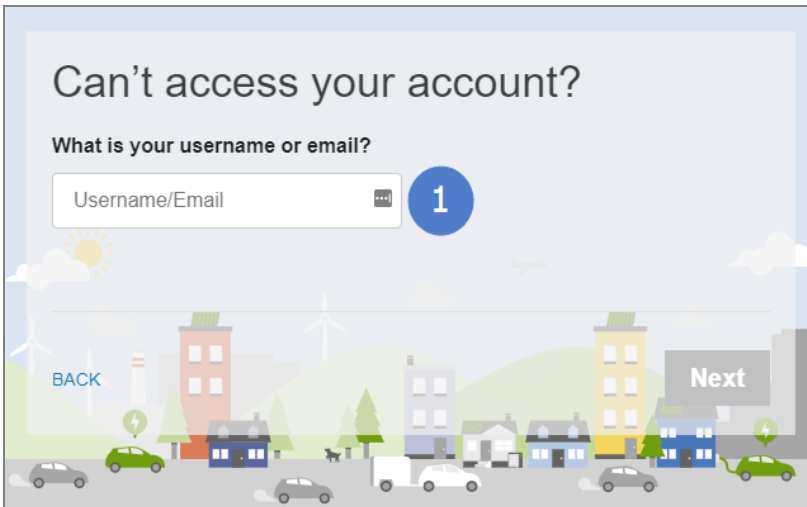 Can't access your account?
What is your username or email?
Username/Email
1
BACK
Next